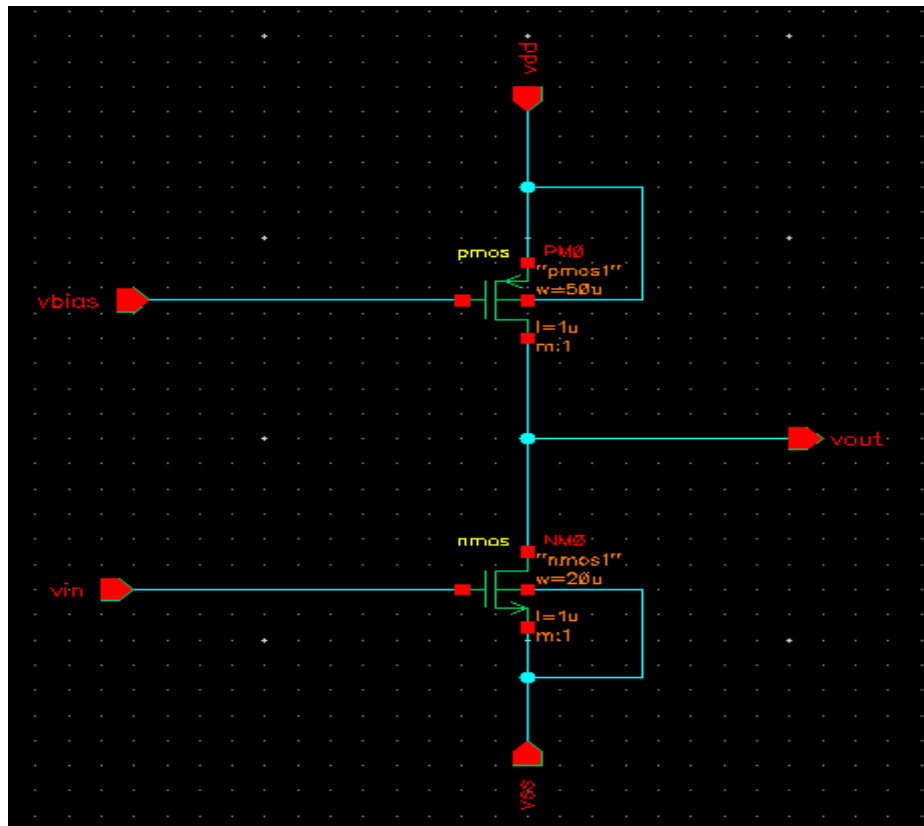 vdd
pmos PM0
"pmos1"
w=50u
vbias
l=1u
m:1
vout
nmos NM0
"nmos1"
w=20u
vin
l=1u
m:1
vss